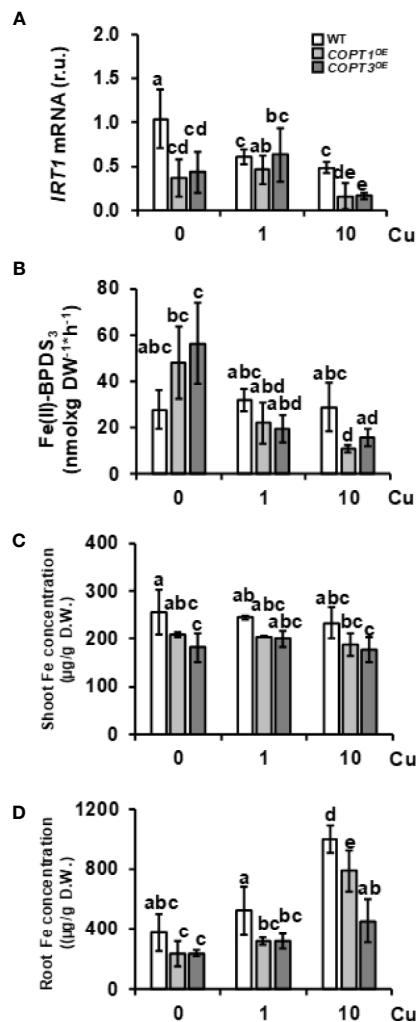 A
WT
COPT1OE
COPT3OE
IRT1 mRNA (r.u.)
2.0
1.5
1.0
0.5
0.0
a cd cd c ab bc c de e
0 1 10 Cu
B
Fe(II)-BPDS3
(nmolxg DW-1*h-1)
80
60
40
20
0
abc bc c abc abd abd abc d ad
0 1 10 Cu
C
Shoot Fe concentration
(µg/g D.W.)
400
300
200
100
0
a abc c ab abc abc abc bc c
0 1 10 Cu
D
Root Fe concentration
((µg/g D.W.)
1200
800
400
0
abc c c a bc bc d e ab
0 1 10 Cu